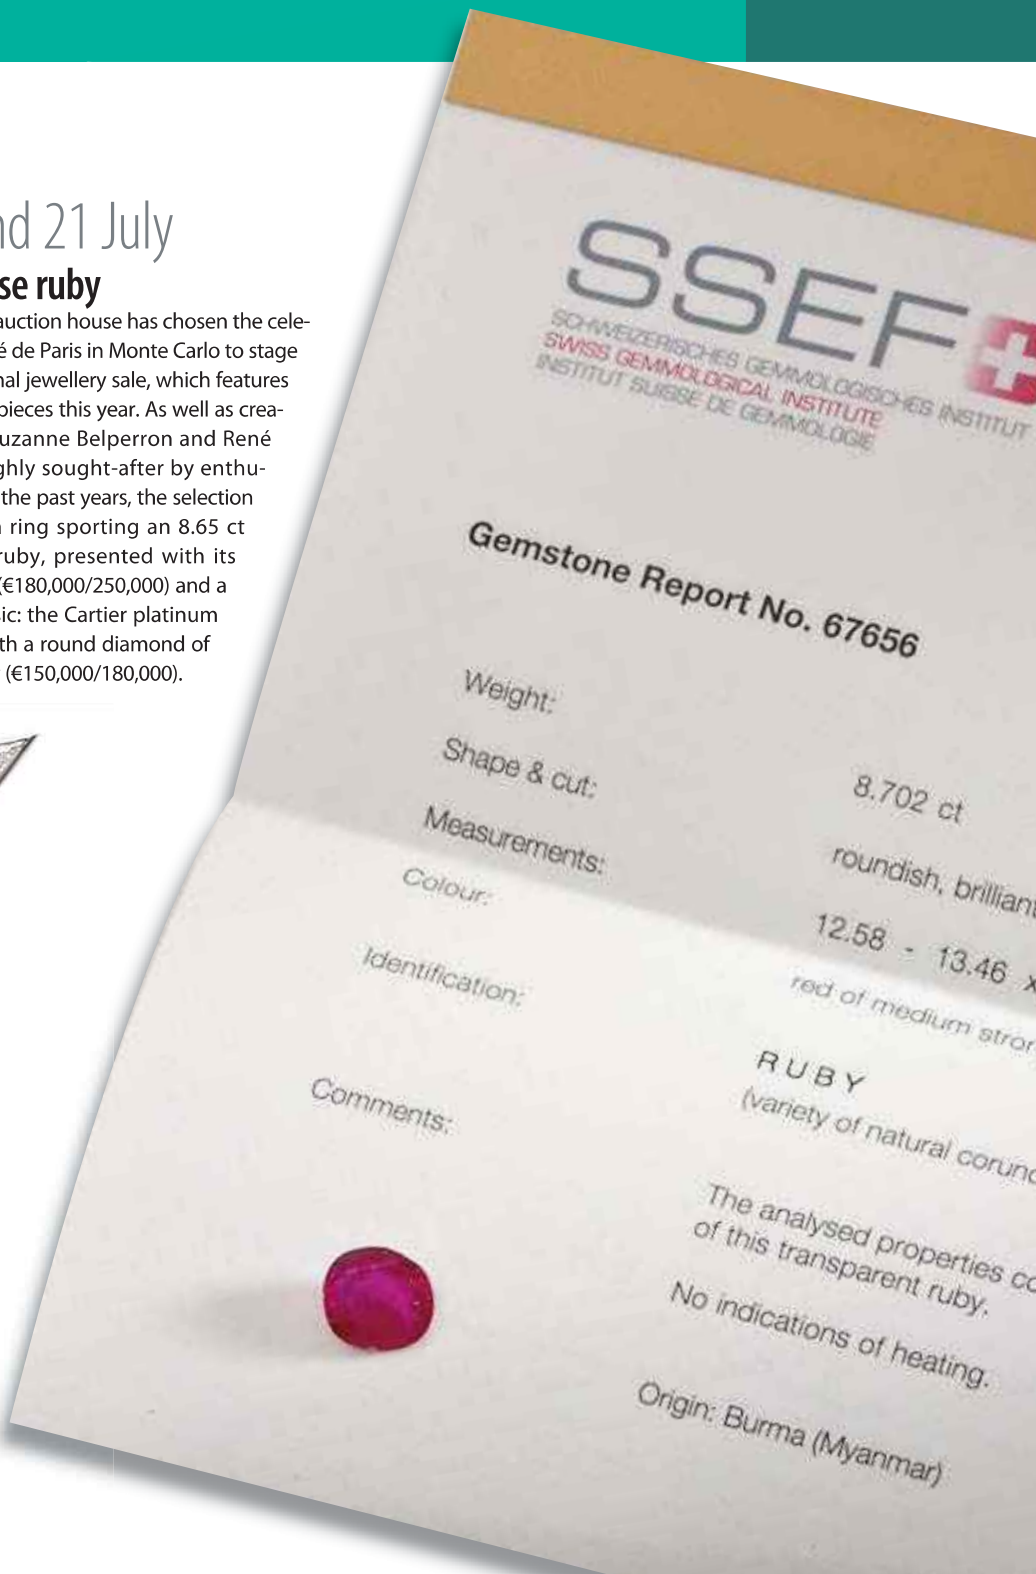 nd 21 July
se ruby
auction house has chosen the cele-
é de Paris in Monte Carlo to stage
nal jewellery sale, which features
pieces this year. As well as crea-
uzanne Belperron and René
ghly sought-after by enthu-
the past years, the selection
ring sporting an 8.65 ct
ruby, presented with its
(€180,000/250,000) and a
sic: the Cartier platinum
th a round diamond of
(€150,000/180,000).
SSEF
SCHWEIZERISCHES GEMMOLOGISCHES INSTITUT
SWISS GEMMOLOGICAL INSTITUTE
INSTITUT SUISSE DE GEMMOLOGIE
Gemstone Report No. 67656
Weight: 8.702 ct
Shape & cut: roundish, brilliant
Measurements: 12.58 - 13.46 x
Colour: red of medium stron
Identification: RUBY
(variety of natural corund
Comments: The analysed properties co
of this transparent ruby.
No indications of heating.
Origin: Burma (Myanmar)